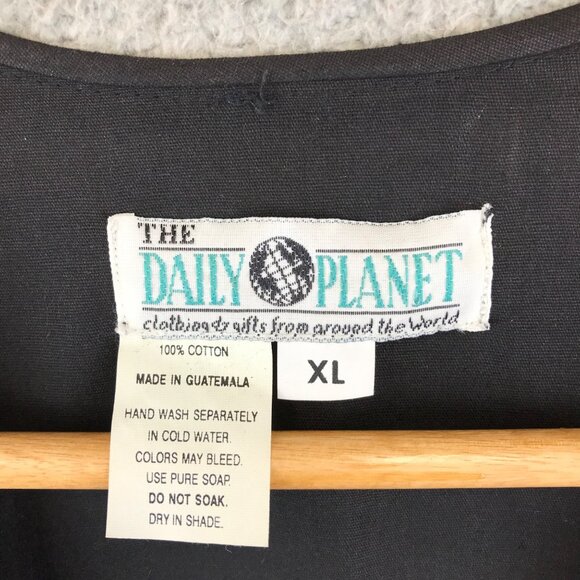 THE
DAILY PLANET
clothing & gifts from around the World
XL
100% COTTON
MADE IN GUATEMALA
HAND WASH SEPARATELY
IN COLD WATER.
COLORS MAY BLEED.
USE PURE SOAP.
DO NOT SOAK.
DRY IN SHADE.